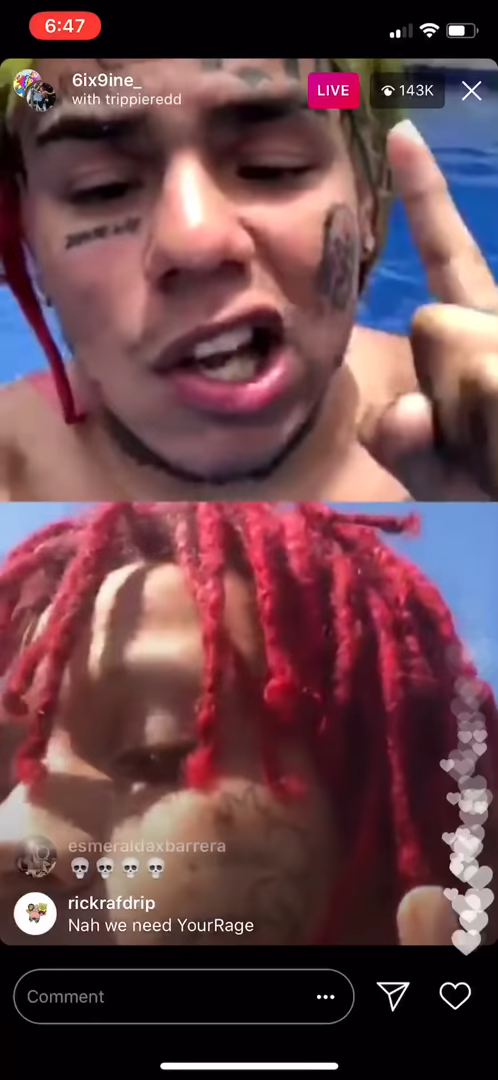 6:47
6ix9ine_
with trippieredd
LIVE
143K
esmeraldaxbarrera
💀💀💀💀
rickrafdrip
Nah we need YourRage
Comment